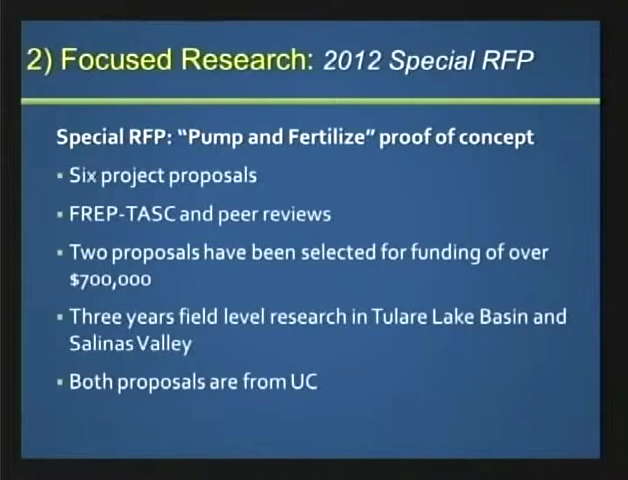 2) Focused Research: 2012 Special RFP
Special RFP: “Pump and Fertilize” proof of concept
▪ Six project proposals
▪ FREP-TASC and peer reviews
▪ Two proposals have been selected for funding of over
$700,000
▪ Three years field level research in Tulare Lake Basin and
Salinas Valley
▪ Both proposals are from UC